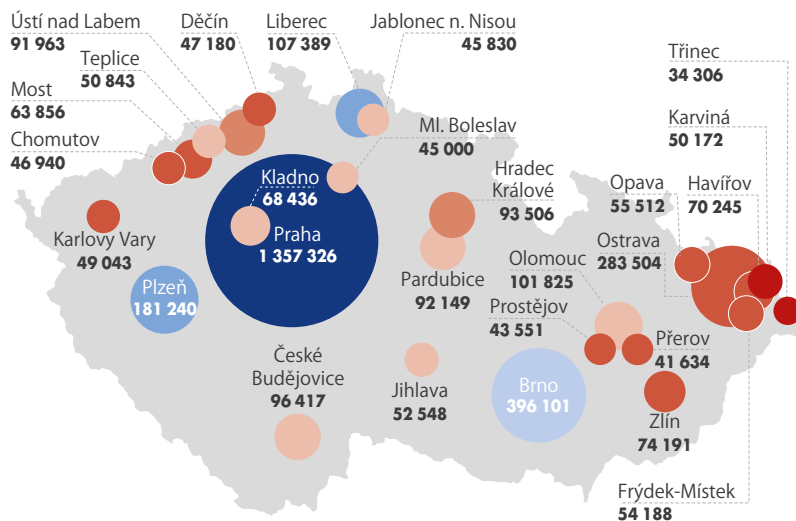 Ústí nad Labem
91 963
Děčín
47 180
Liberec
107 389
Jablonec n. Nisou
45 830
Teplice
50 843
Třinec
34 306
Most
63 856
Karviná
50 172
Chomutov
46 940
Ml. Boleslav
45 000
Kladno
68 436
Hradec
Králové
93 506
Opava
55 512
Havířov
70 245
Praha
1 357 326
Karlovy Vary
49 043
Ostrava
283 504
Olomouc
101 825
Pardubice
92 149
Plzeň
181 240
Prostějov
43 551
Přerov
41 634
České
Budějovice
96 417
Jihlava
52 548
Brno
396 101
Zlín
74 191
Frýdek-Místek
54 188